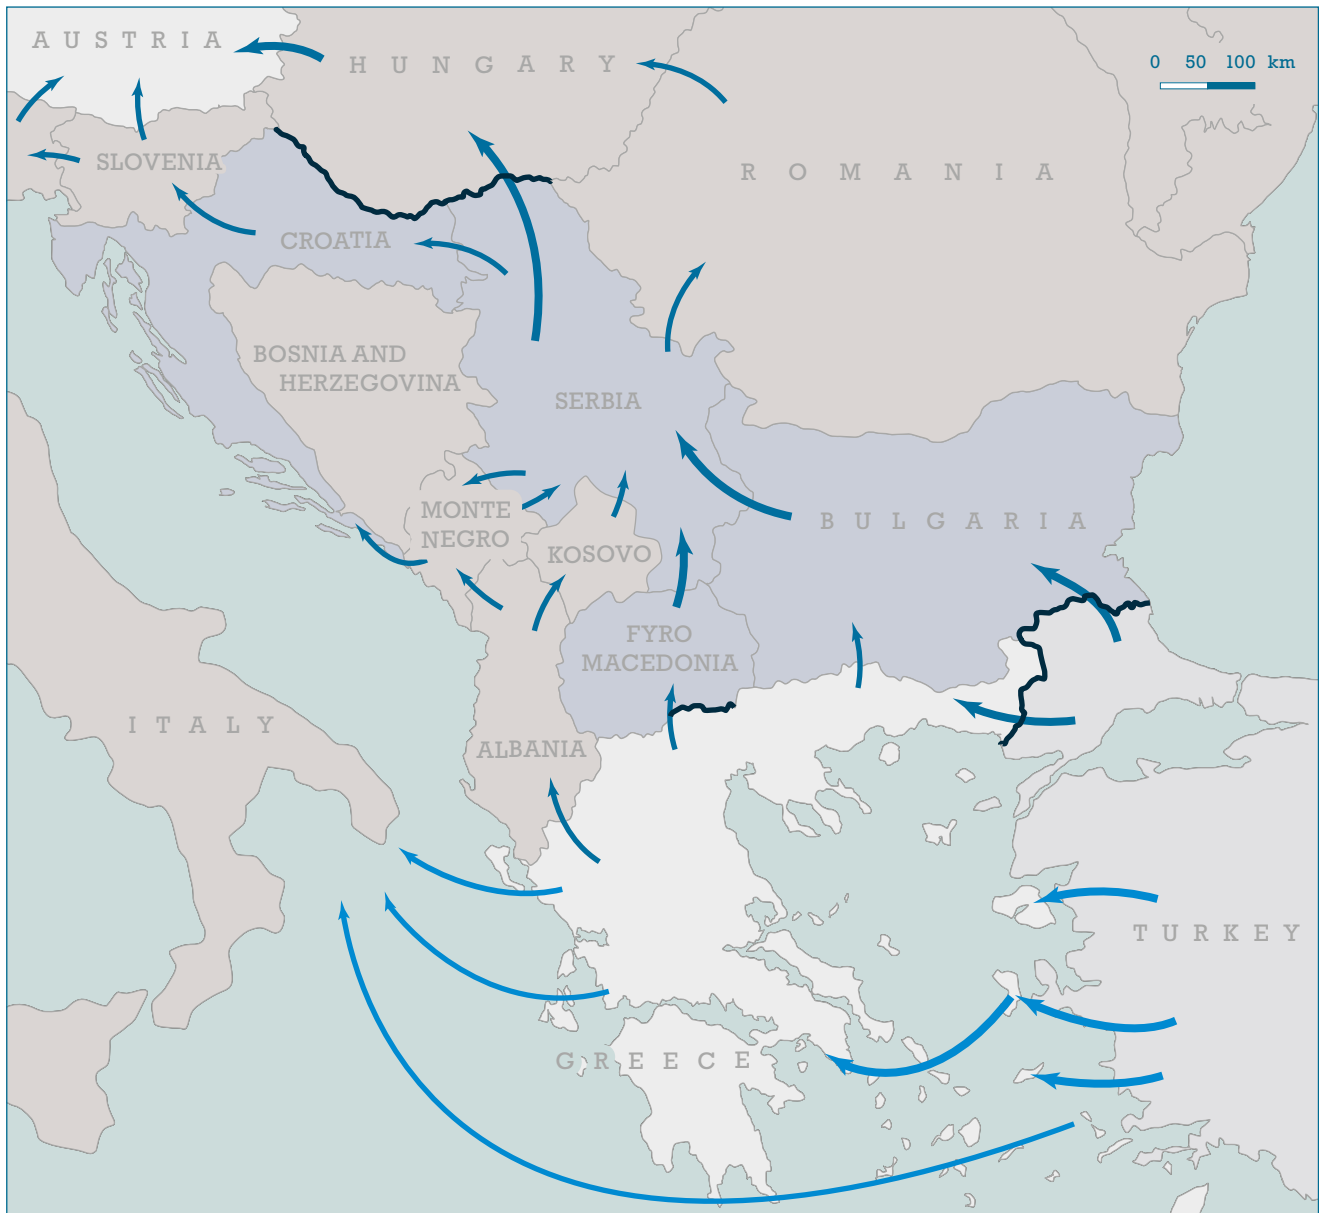 AUSTRIA
HUNGARY
0 50 100 km
SLOVENIA
ROMANIA
CROATIA
BOSNIA AND
HERZEGOVINA
SERBIA
MONTE
NEGRO
BULGARIA
KOSOVO
FYRO
MACEDONIA
ITALY
ALBANIA
TURKEY
GREECE